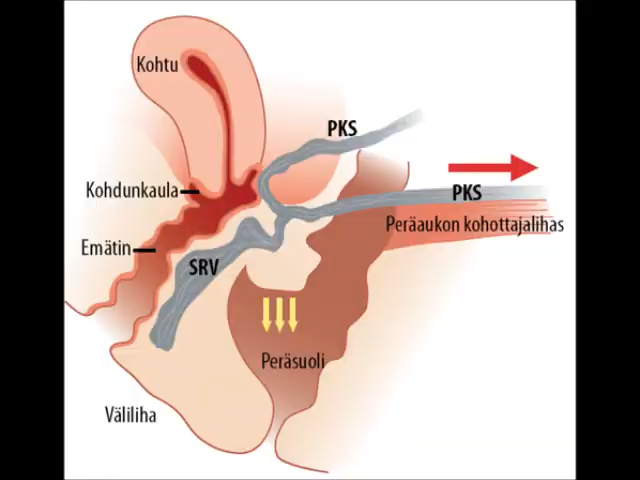 Kohtu
PKS
Kohdunkaula
PKS
Peräaukon kohottajalihas
Emätin
SRV
Peräsuoli
Väliliha